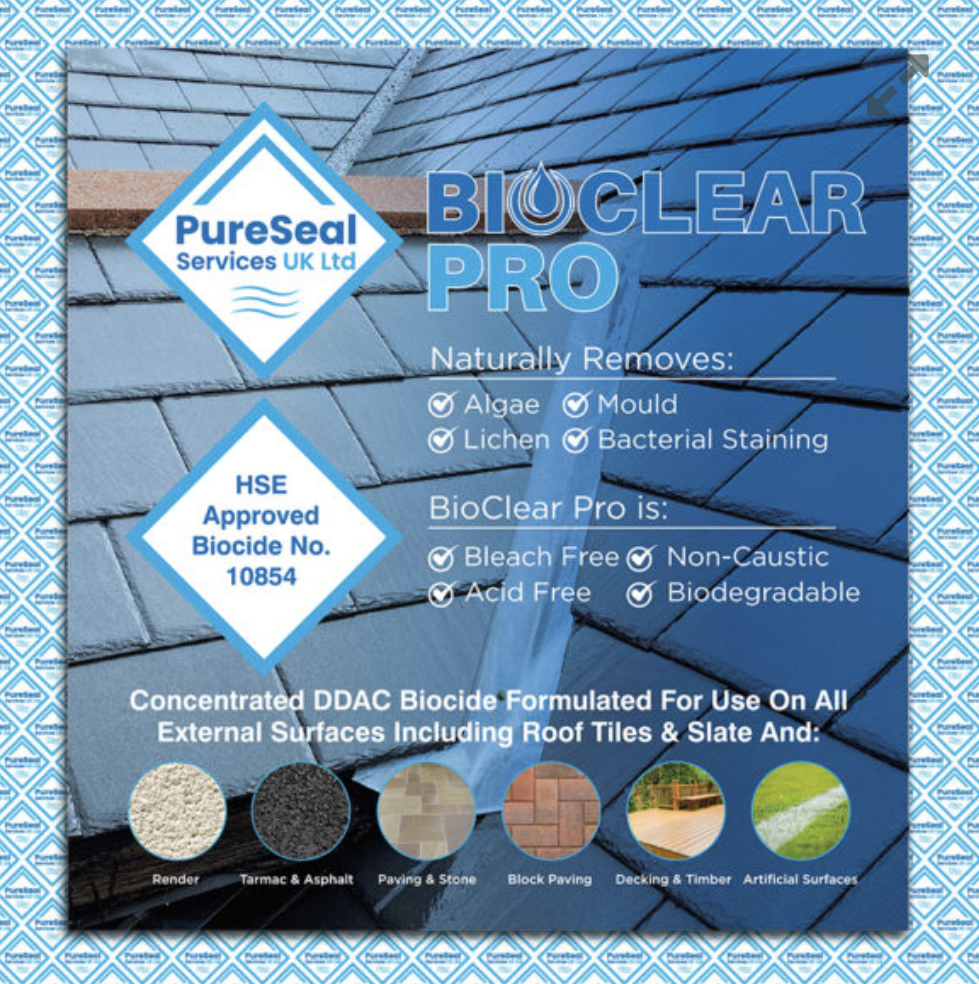 PureSeal
Services UK Ltd
BIOCLEAR
PRO
Naturally Removes:
Algae Mould
Lichen Bacterial Staining
HSE
Approved
Biocide No.
10854
BioClear Pro is:
Bleach Free Non-Caustic
Acid Free Biodegradable
Concentrated DDAC Biocide Formulated For Use On All
External Surfaces Including Roof Tiles & Slate And:
Render Tarmac & Asphalt Paving & Stone Block Paving Decking & Timber Artificial Surfaces